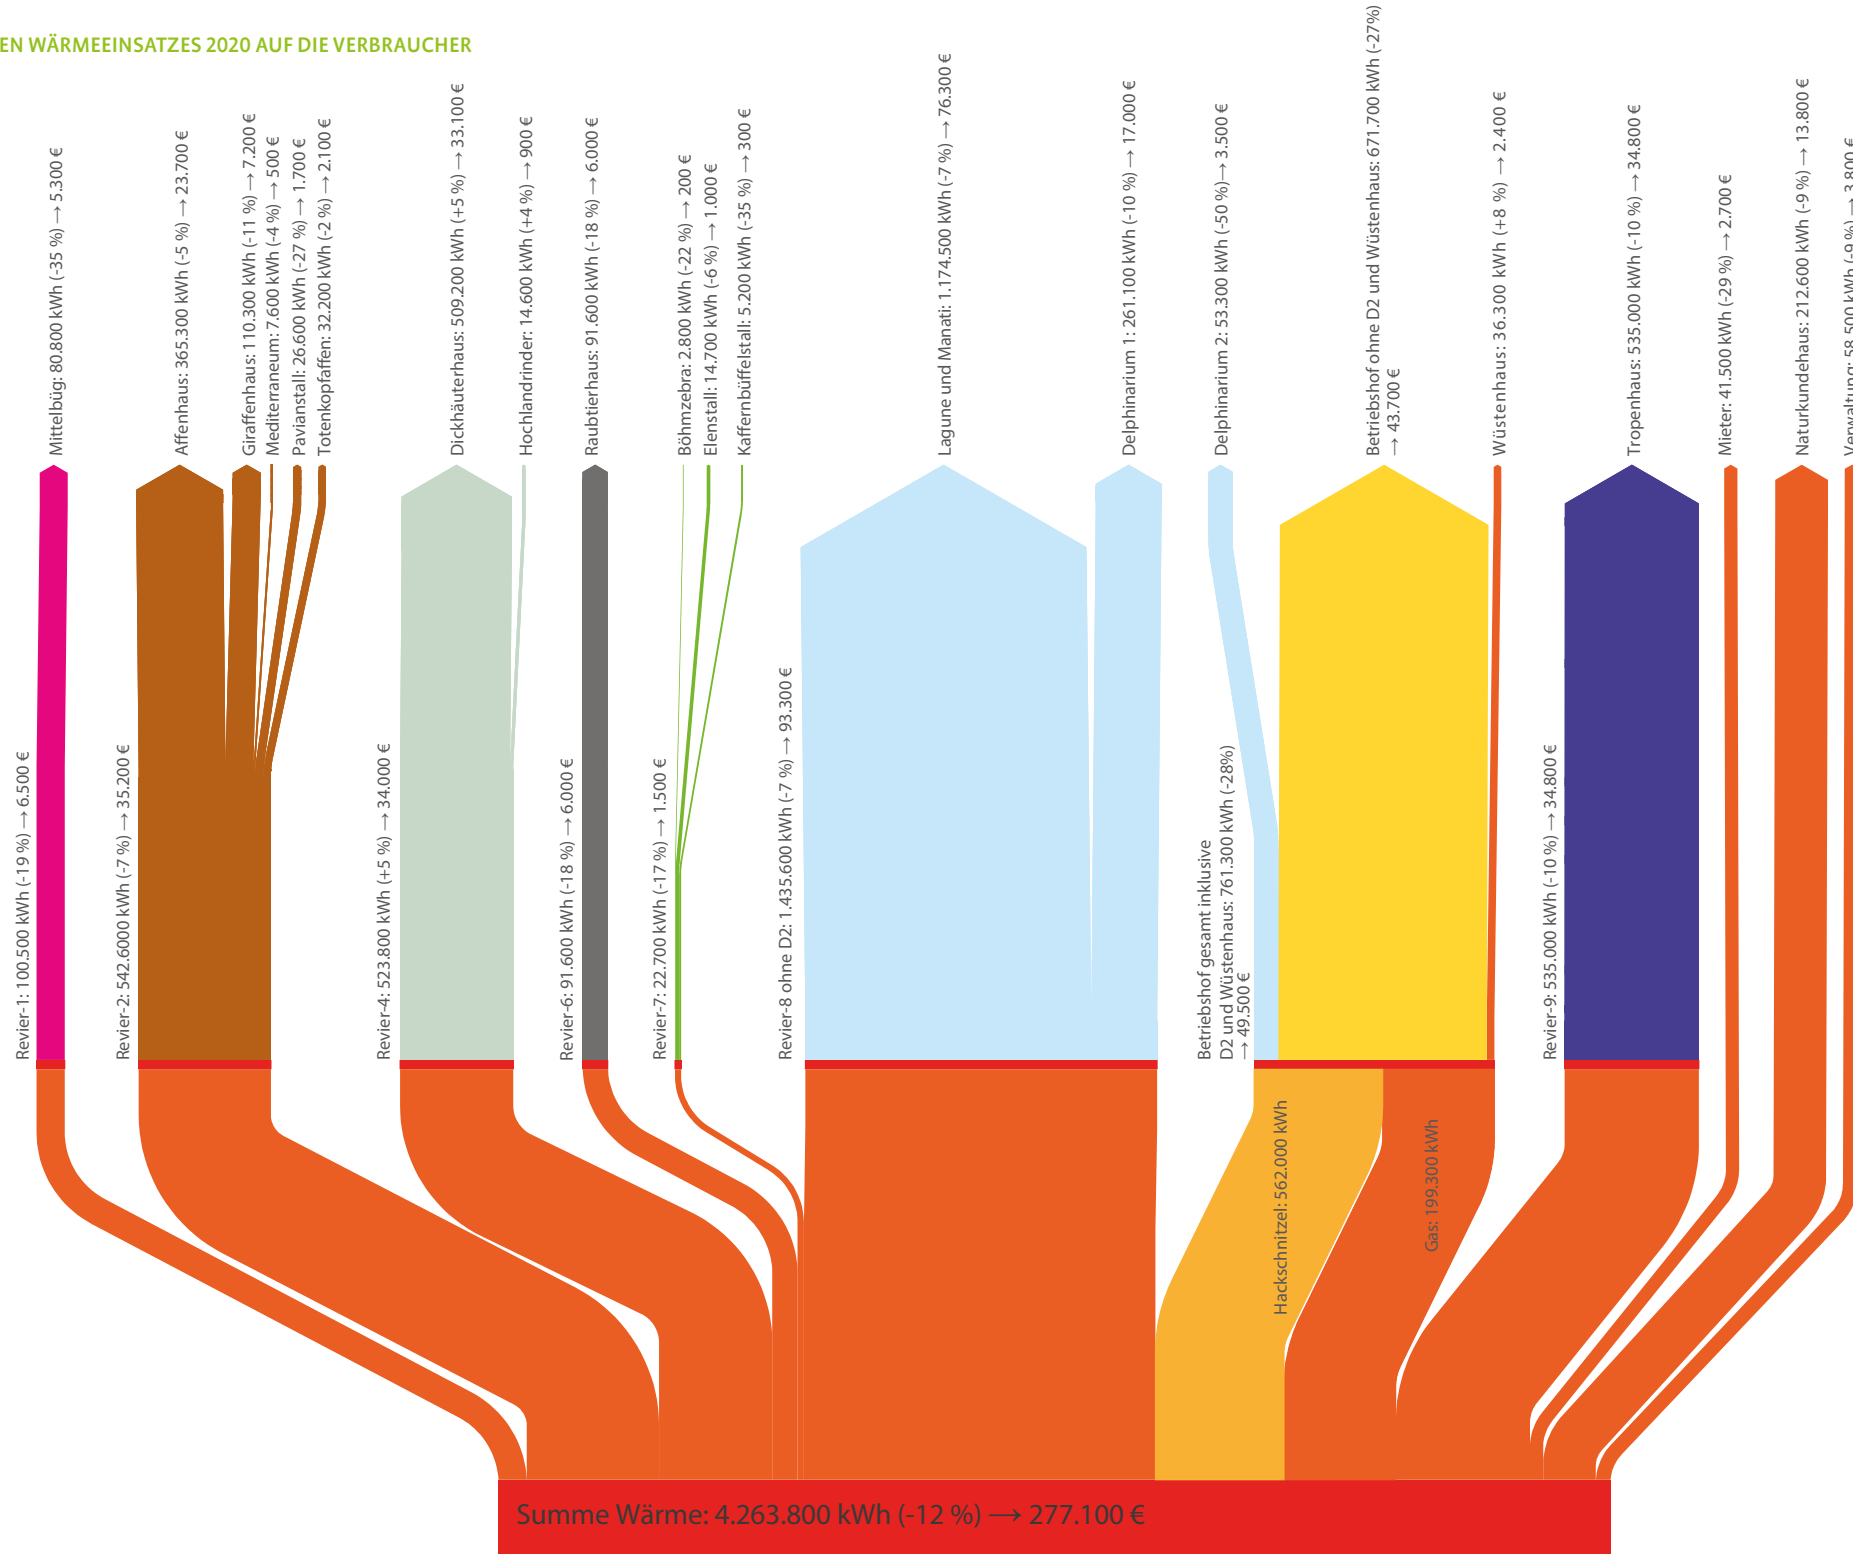 EN WÄRMEEINSATZES 2020 AUF DIE VERBRAUCHER
Mittelbüg: 80.800 kWh (-35 %) → 5.300 €
Affenhaus: 365.300 kWh (-5 %) → 23.700 €
Giraffenhaus: 110.300 kWh (-11 %) → 7.200 €
Mediterraneum: 7.600 kWh (-4 %) → 500 €
Pavianstall: 26.600 kWh (-27 %) → 1.700 €
Totenkopfaffen: 32.200 kWh (-2 %) → 2.100 €
Dickhäuterhaus: 509.200 kWh (+5 %) → 33.100 €
Hochlandrinder: 14.600 kWh (+4 %) → 900 €
Raubtierhaus: 91.600 kWh (-18 %) → 6.000 €
Böhmzebra: 2.800 kWh (-22 %) → 200 €
Elenstall: 14.700 kWh (-6 %) → 1.000 €
Kaffernbüffelstall: 5.200 kWh (-35 %) → 300 €
Lagune und Manati: 1.174.500 kWh (-7 %) → 76.300 €
Delphinarium 1: 261.100 kWh (-10 %) → 17.000 €
Delphinarium 2: 53.300 kWh (-50 %) → 3.500 €
Betriebshof ohne D2 und Wüstenhaus: 671.700 kWh (-27%)
→ 43.700 €
Wüstenhaus: 36.300 kWh (+8 %) → 2.400 €
Tropenhaus: 535.000 kWh (-10 %) → 34.800 €
Mieter: 41.500 kWh (-29 %) → 2.700 €
Naturkundehaus: 212.600 kWh (-9 %) → 13.800 €
Verwaltung: 58.500 kWh (-9 %) → 3.800 €
Revier-1: 100.500 kWh (-19 %) → 6.500 €
Revier-2: 542.6000 kWh (-7 %) → 35.200 €
Revier-4: 523.800 kWh (+5 %) → 34.000 €
Revier-6: 91.600 kWh (-18 %) → 6.000 €
Revier-7: 22.700 kWh (-17 %) → 1.500 €
Revier-8 ohne D2: 1.435.600 kWh (-7 %) → 93.300 €
Betriebshof gesamt inklusive
D2 und Wüstenhaus: 761.300 kWh (-28%)
→ 49.500 €
Revier-9: 535.000 kWh (-10 %) → 34.800 €
Hackschnitzel: 562.000 kWh
Gas: 199.300 kWh
Summe Wärme: 4.263.800 kWh (-12 %) → 277.100 €